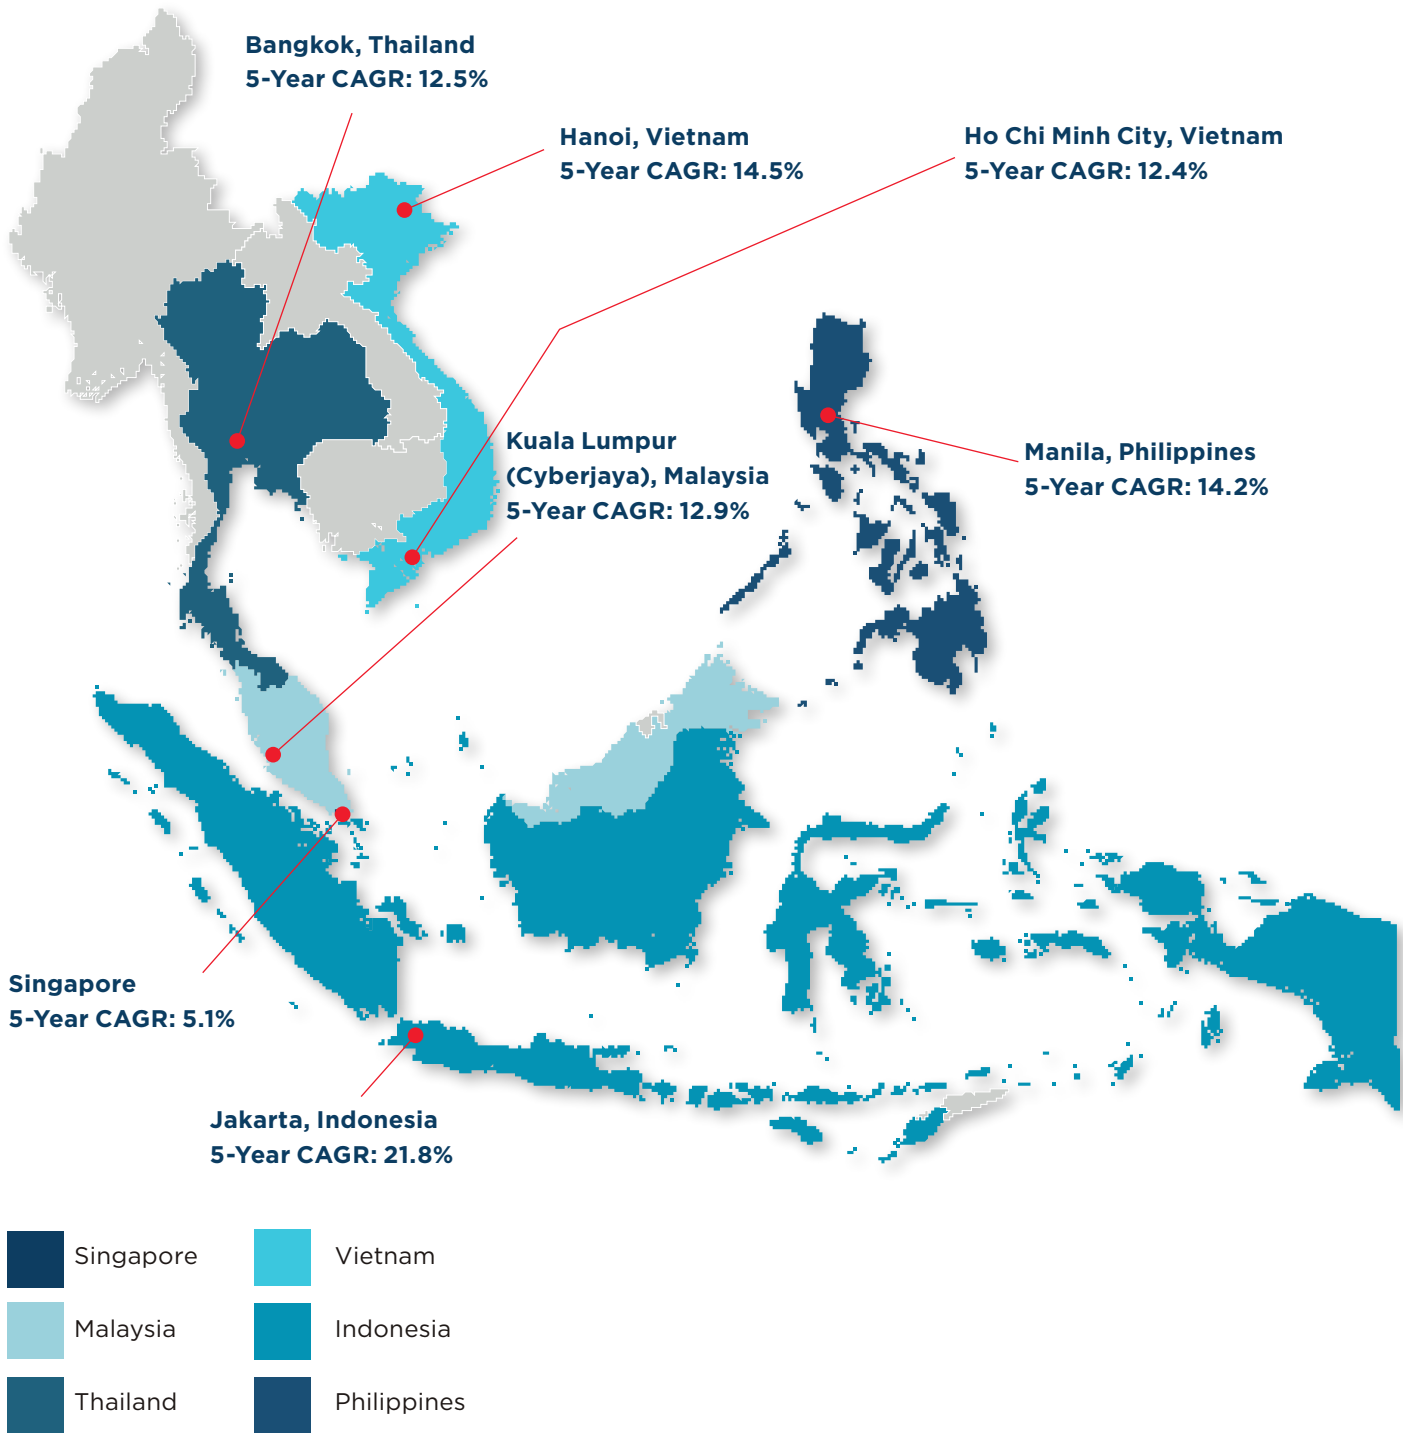 Bangkok, Thailand
5-Year CAGR: 12.5%
Hanoi, Vietnam
5-Year CAGR: 14.5%
Ho Chi Minh City, Vietnam
5-Year CAGR: 12.4%
Kuala Lumpur
(Cyberjaya), Malaysia
5-Year CAGR: 12.9%
Manila, Philippines
5-Year CAGR: 14.2%
Singapore
5-Year CAGR: 5.1%
Jakarta, Indonesia
5-Year CAGR: 21.8%
Singapore
Vietnam
Malaysia
Indonesia
Thailand
Philippines